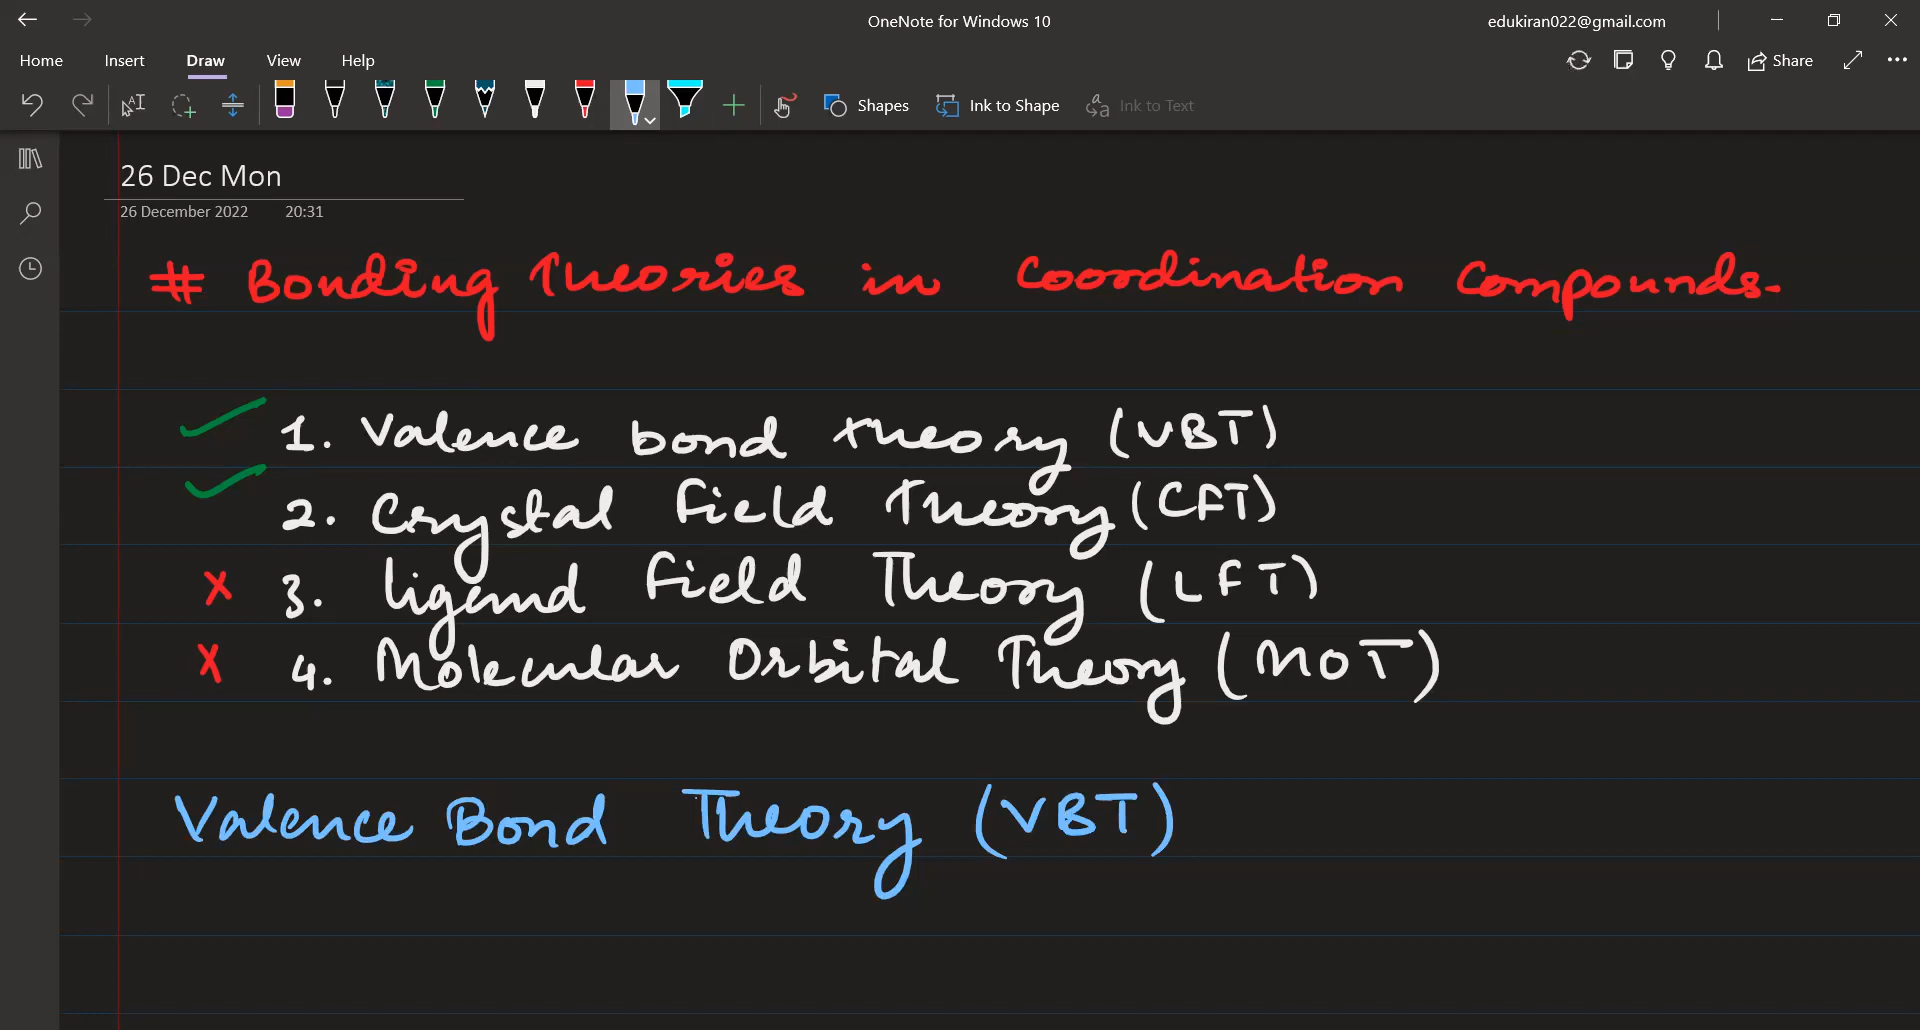 OneNote for Windows 10
edukiran022@gmail.com
Home Insert Draw View Help
Share
Shapes Ink to Shape Ink to Text
26 Dec Mon
26 December 2022 20:31
# Bonding Theories in Coordination Compounds.
1. Valence bond theory (VBT)
2. Crystal Field Theory (CFT)
X 3. Ligand Field Theory (LFT)
X 4. Molecular Orbital Theory (MOT)
Valence Bond Theory (VBT)